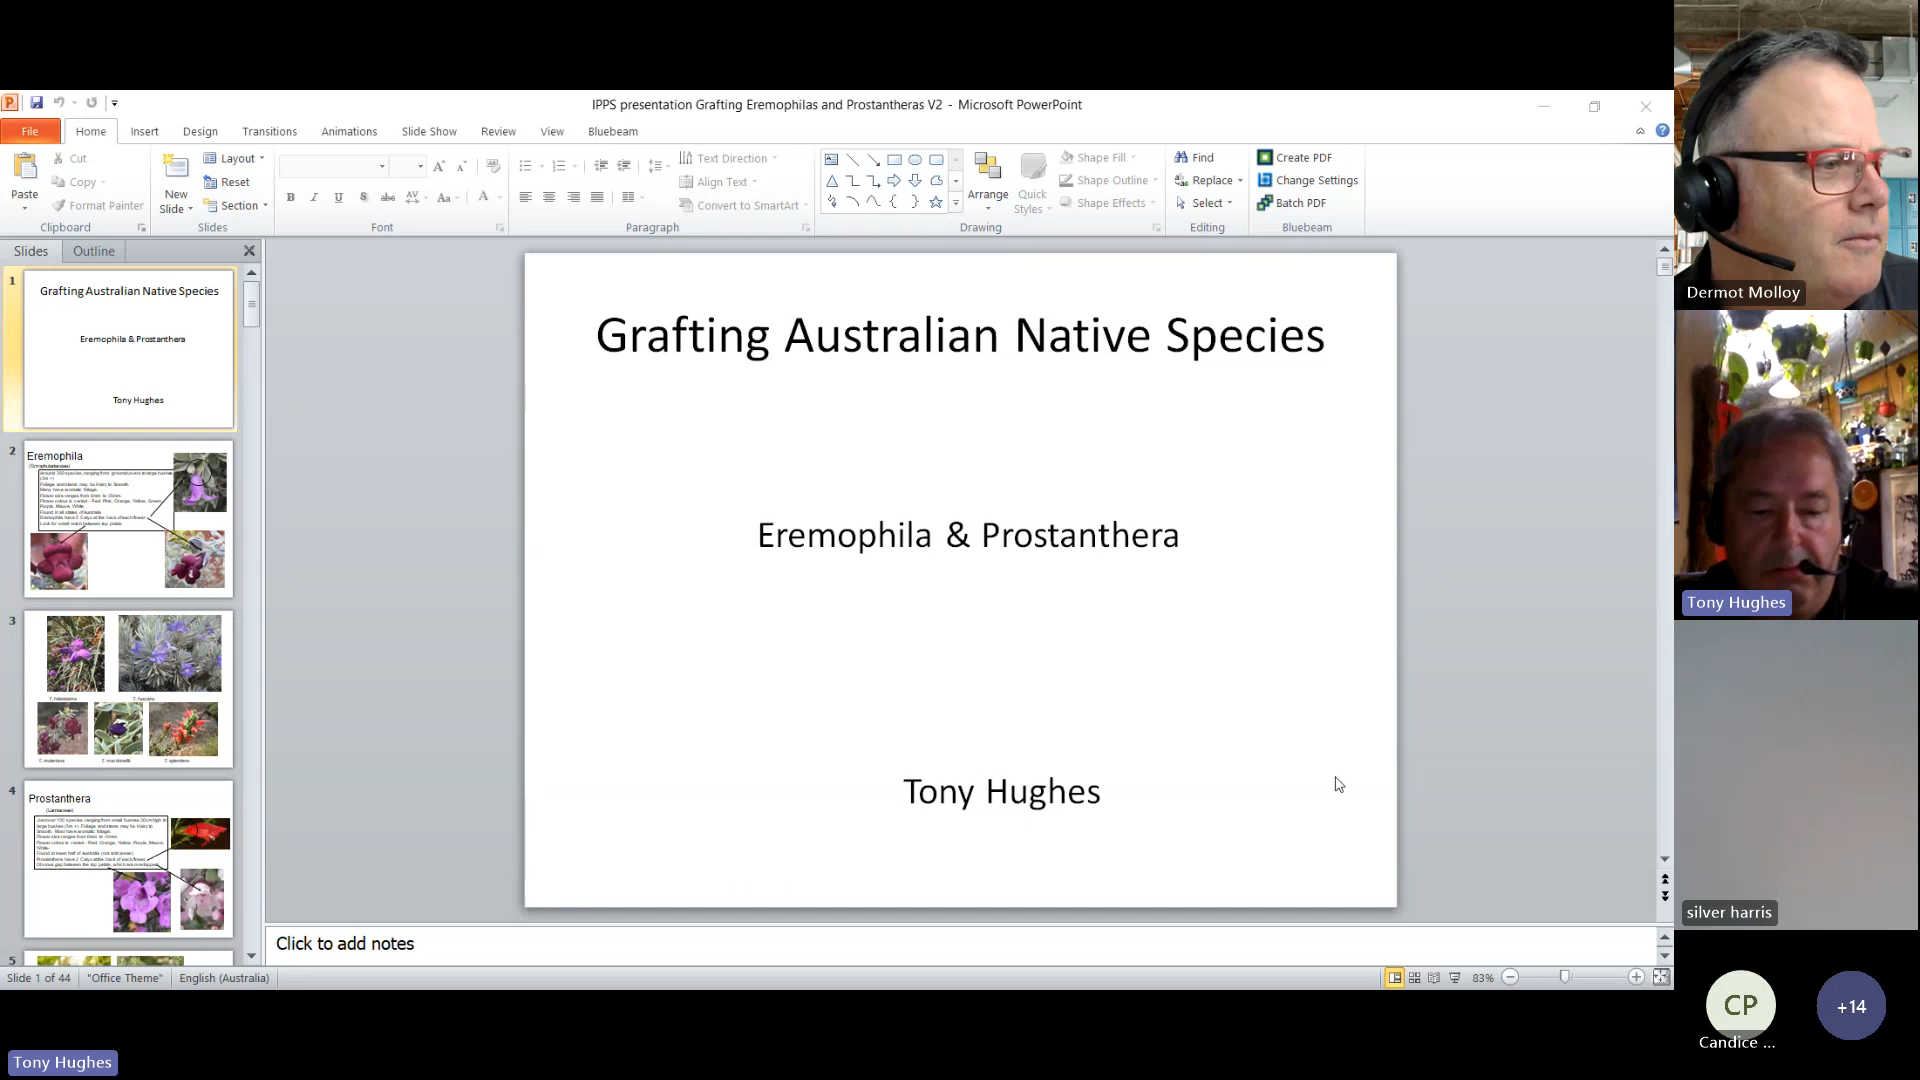 IPPS presentation Grafting Eremophilas and Prostantheras V2 - Microsoft PowerPoint
File Home Insert Design Transitions Animations Slide Show Review View Bluebeam
Paste
Cut
Copy
Format Painter
Clipboard
New
Slide
Layout
Reset
Section
Slides
Font
Text Direction
Align Text
Convert to SmartArt
Paragraph
Arrange
Quick
Styles
Shape Fill
Shape Outline
Shape Effects
Drawing
Find
Replace
Select
Editing
Create PDF
Change Settings
Batch PDF
Bluebeam
Slides Outline
1
Grafting Australian Native Species
Eremophila & Prostanthera
Tony Hughes
2
Eremophila
3
4
Prostanthera
5
Grafting Australian Native Species
Eremophila & Prostanthera
Tony Hughes
Click to add notes
Slide 1 of 44 "Office Theme" English (Australia) 83%
Dermot Molloy
Tony Hughes
silver harris
CP
Candice ...
+14
Tony Hughes